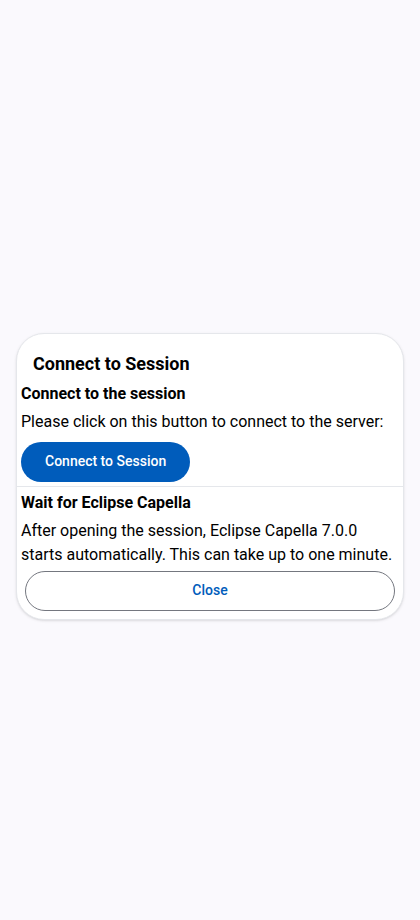 Connect to Session
Connect to the session
Please click on this button to connect to the server:
Connect to Session
Wait for Eclipse Capella
After opening the session, Eclipse Capella 7.0.0
starts automatically. This can take up to one minute.
Close